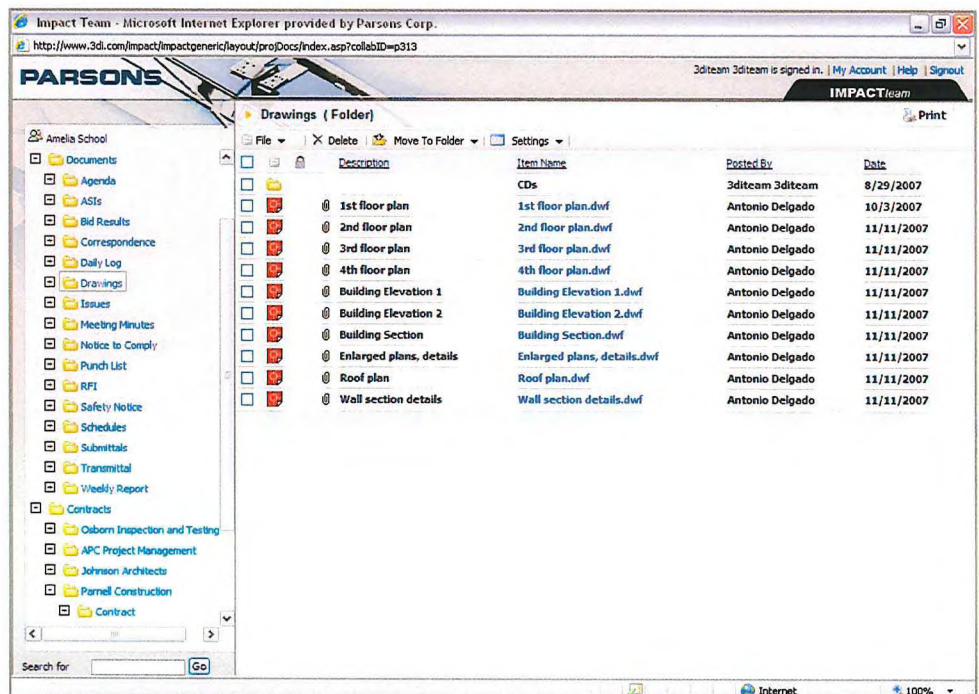 Impact Team - Microsoft Internet Explorer provided by Parsons Corp.
http://www.3di.com/impact/impactgeneric/layout/projDocs/index.asp?collabID=p313
PARSONS
3diteam 3diteam is signed in. | My Account | Help | Signout
IMPACTteam
Drawings ( Folder)
Print
File | Delete | Move To Folder | Settings |
Amelia School
Documents
Agenda
ASIs
Bid Results
Correspondence
Daily Log
Drawings
Issues
Meeting Minutes
Notice to Comply
Punch List
RFI
Safety Notice
Schedules
Submittals
Transmittal
Weekly Report
Contracts
Osborn Inspection and Testing
APC Project Management
Johnson Architects
Parnell Construction
Contract
Search for Go
Description Item Name Posted By Date
CDs 3diteam 3diteam 8/29/2007
1st floor plan 1st floor plan.dwf Antonio Delgado 10/3/2007
2nd floor plan 2nd floor plan.dwf Antonio Delgado 11/11/2007
3rd floor plan 3rd floor plan.dwf Antonio Delgado 11/11/2007
4th floor plan 4th floor plan.dwf Antonio Delgado 11/11/2007
Building Elevation 1 Building Elevation 1.dwf Antonio Delgado 11/11/2007
Building Elevation 2 Building Elevation 2.dwf Antonio Delgado 11/11/2007
Building Section Building Section.dwf Antonio Delgado 11/11/2007
Enlarged plans, details Enlarged plans, details.dwf Antonio Delgado 11/11/2007
Roof plan Roof plan.dwf Antonio Delgado 11/11/2007
Wall section details Wall section details.dwf Antonio Delgado 11/11/2007
Internet 100%